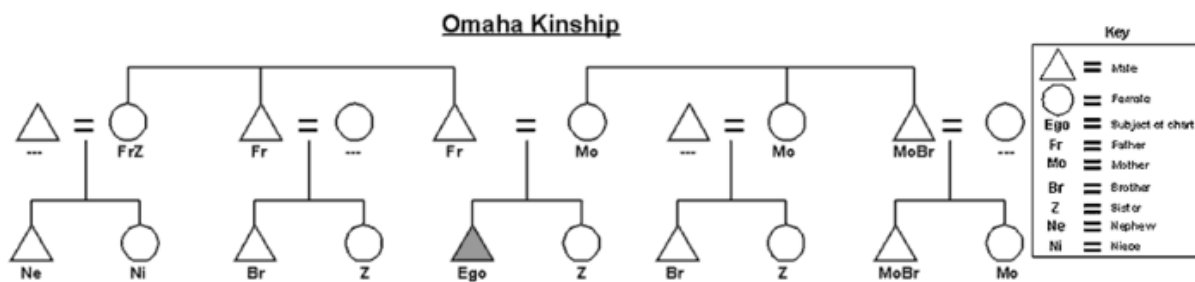 Omaha Kinship
--- FrZ Fr --- Fr Mo --- Mo MoBr ---
Ne Ni Br Z Ego Z Br Z MoBr Mo
Key
= Male
= Female
Ego = Subject of chart
Fr = Father
Mo = Mother
Br = Brother
Z = Sister
Ne = Nephew
Ni = Niece